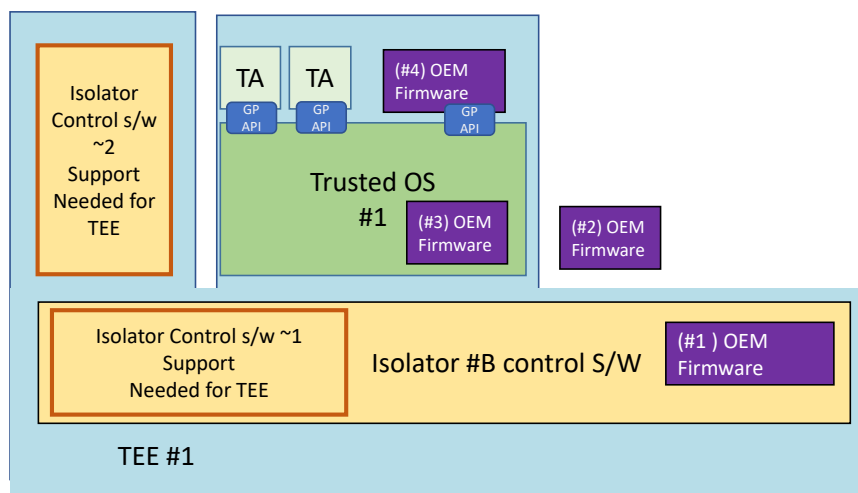 Isolator
Control s/w
~2
Support
Needed for
TEE
TA
TA
(#4) OEM
Firmware
GP
API
GP
API
GP
API
Trusted OS
#1
(#3) OEM
Firmware
(#2) OEM
Firmware
Isolator Control s/w ~1
Support
Needed for TEE
Isolator #B control S/W
(#1 ) OEM
Firmware
TEE #1